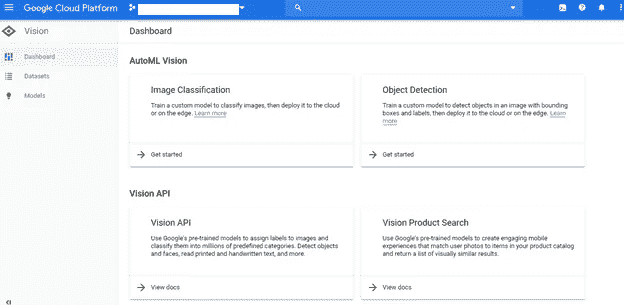 Google Cloud Platform
Vision
Dashboard
Dashboard
Datasets
Models
AutoML Vision
Image Classification
Train a custom model to classify images, then deploy it to the cloud
or on the edge. Learn more
Get started
Object Detection
Train a custom model to detect objects in an image with bounding
boxes and labels, then deploy it to the cloud or on the edge. Learn
more
Get started
Vision API
Vision API
Use Google's pre-trained models to assign labels to images and
classify them into millions of predefined categories. Detect objects
and faces, read printed and handwritten text, and more.
View docs
Vision Product Search
Use Google's pre-trained models to create engaging mobile
experiences that match user photos to items in your product catalog
and return a list of visually similar results.
View docs